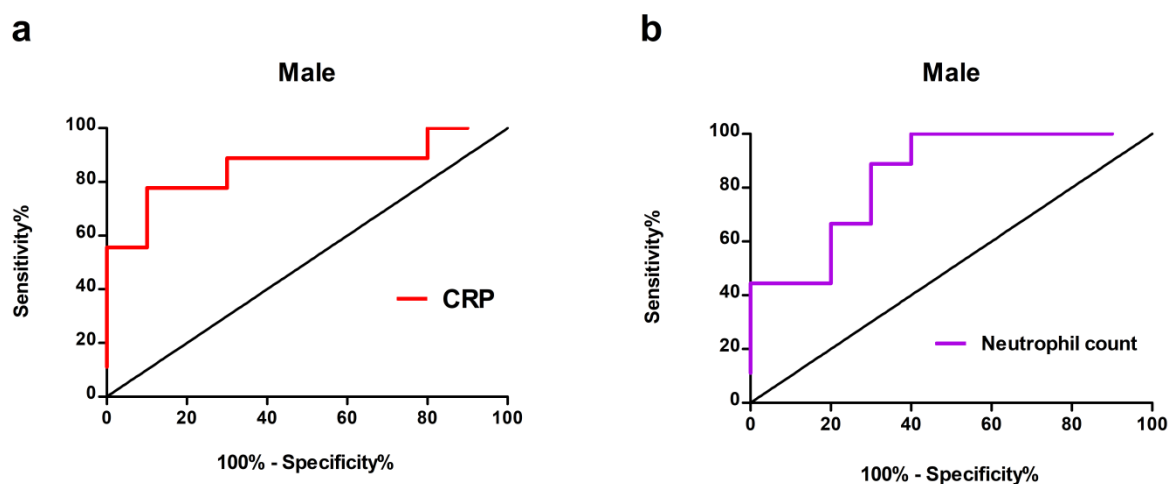 a
Male
100
80
60
40
20
0
Sensitivity%
CRP
0 20 40 60 80 100
100% - Specificity%
b
Male
100
80
60
40
20
0
Sensitivity%
Neutrophil count
0 20 40 60 80 100
100% - Specificity%